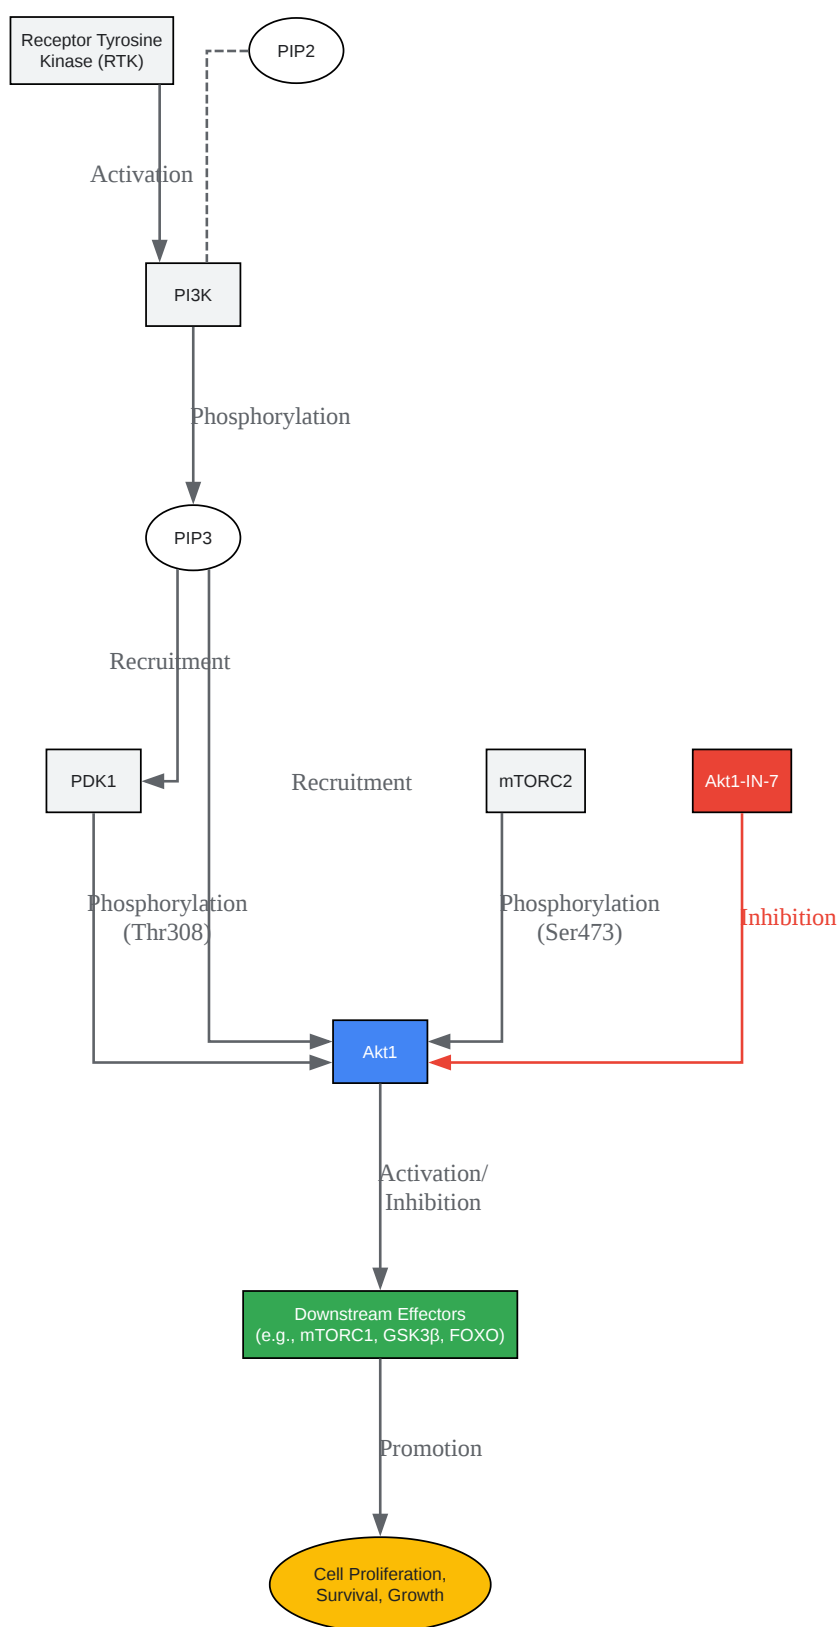 Receptor Tyrosine
Kinase (RTK)
PIP2
Activation
PI3K
Phosphorylation
PIP3
Recruitment
PDK1
Recruitment
mTORC2
Akt1-IN-7
Phosphorylation
(Thr308)
Phosphorylation
(Ser473)
Inhibition
Akt1
Activation/
Inhibition
Downstream Effectors
(e.g., mTORC1, GSK3β, FOXO)
Promotion
Cell Proliferation,
Survival, Growth